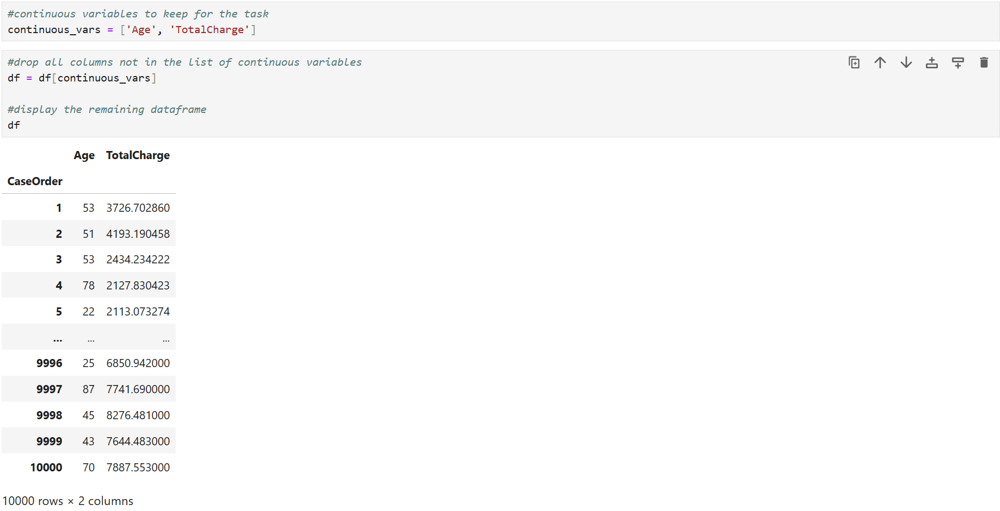 #continuous variables to keep for the task
continuous_vars = ['Age', 'TotalCharge']
#drop all columns not in the list of continuous variables
df = df[continuous_vars]
#display the remaining dataframe
df
Age TotalCharge
CaseOrder
1 53 3726.702860
2 51 4193.190458
3 53 2434.234222
4 78 2127.830423
5 22 2113.073274
... ... ...
9996 25 6850.942000
9997 87 7741.690000
9998 45 8276.481000
9999 43 7644.483000
10000 70 7887.553000
10000 rows × 2 columns